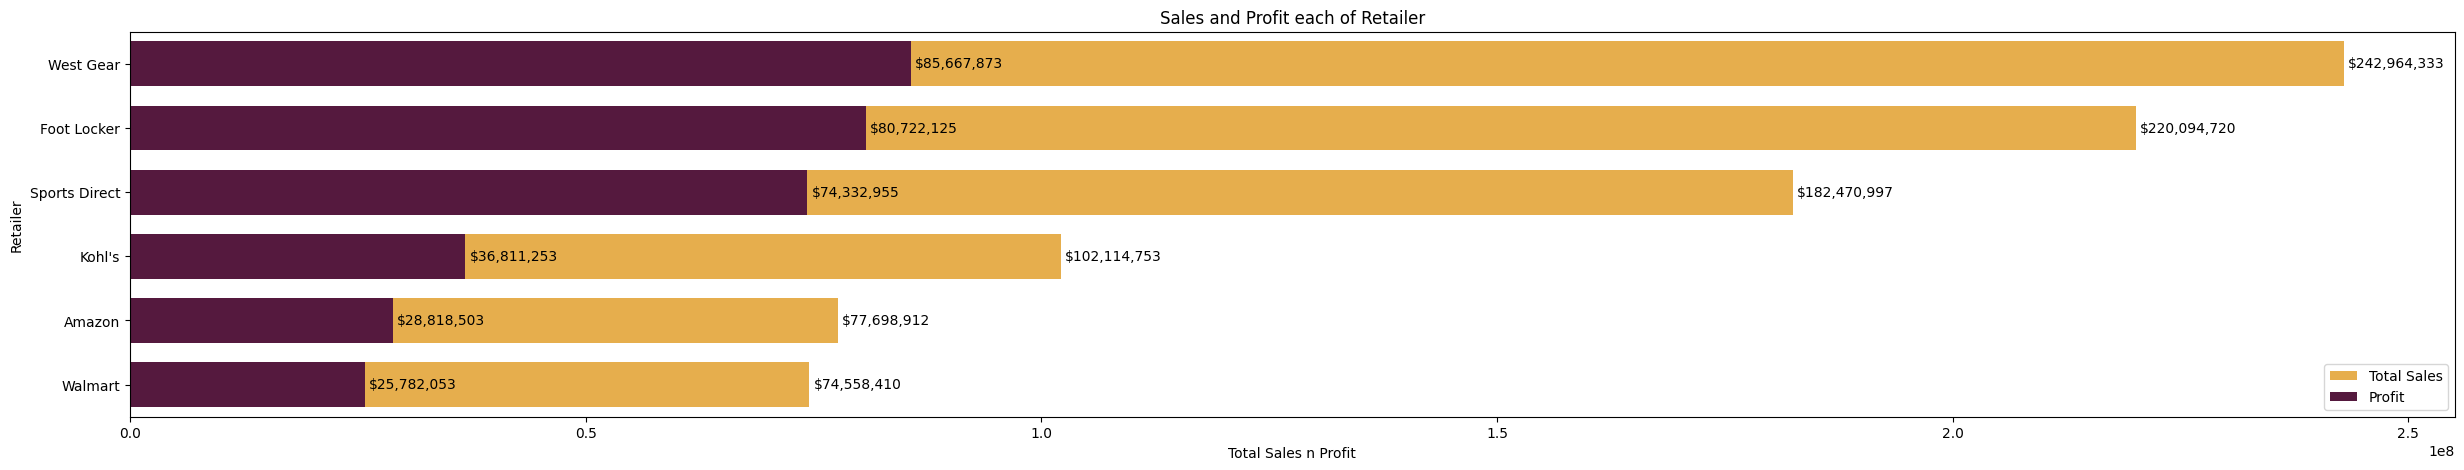 Sales and Profit each of Retailer
Retailer
West Gear
$85,667,873
$242,964,333
Foot Locker
$80,722,125
$220,094,720
Sports Direct
$74,332,955
$182,470,997
Kohl's
$36,811,253
$102,114,753
Amazon
$28,818,503
$77,698,912
Walmart
$25,782,053
$74,558,410
Total Sales
Profit
0.0
0.5
1.0
1.5
2.0
2.5
1e8
Total Sales n Profit